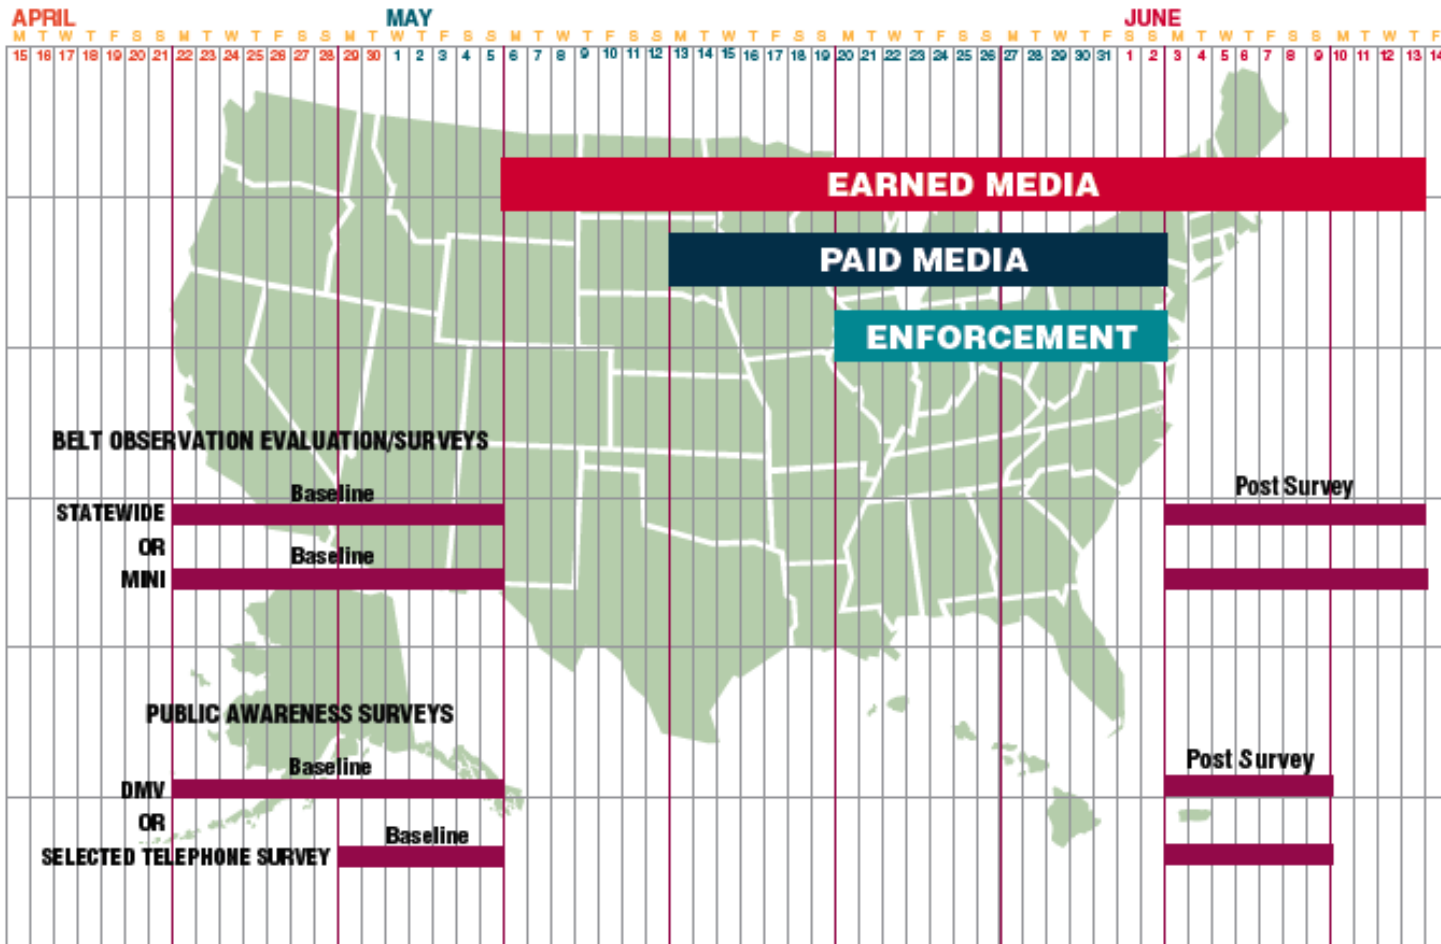 APRIL MAY JUNE
M T W T F S S M T W T F S S M T W T F S S M T W T F S S M T W T F S S M T W T F S S M T W T F S S M T W T F S S M T W T F
15 16 17 18 19 20 21 22 23 24 25 26 27 28 29 30 1 2 3 4 5 6 7 8 9 10 11 12 13 14 15 16 17 18 19 20 21 22 23 24 25 26 27 28 29 30 31 1 2 3 4 5 6 7 8 9 10 11 12 13 14
EARNED MEDIA
PAID MEDIA
ENFORCEMENT
BELT OBSERVATION EVALUATION/SURVEYS
Baseline Post Survey
STATEWIDE
OR
Baseline
MINI
PUBLIC AWARENESS SURVEYS
Baseline Post Survey
DMV
OR
Baseline
SELECTED TELEPHONE SURVEY